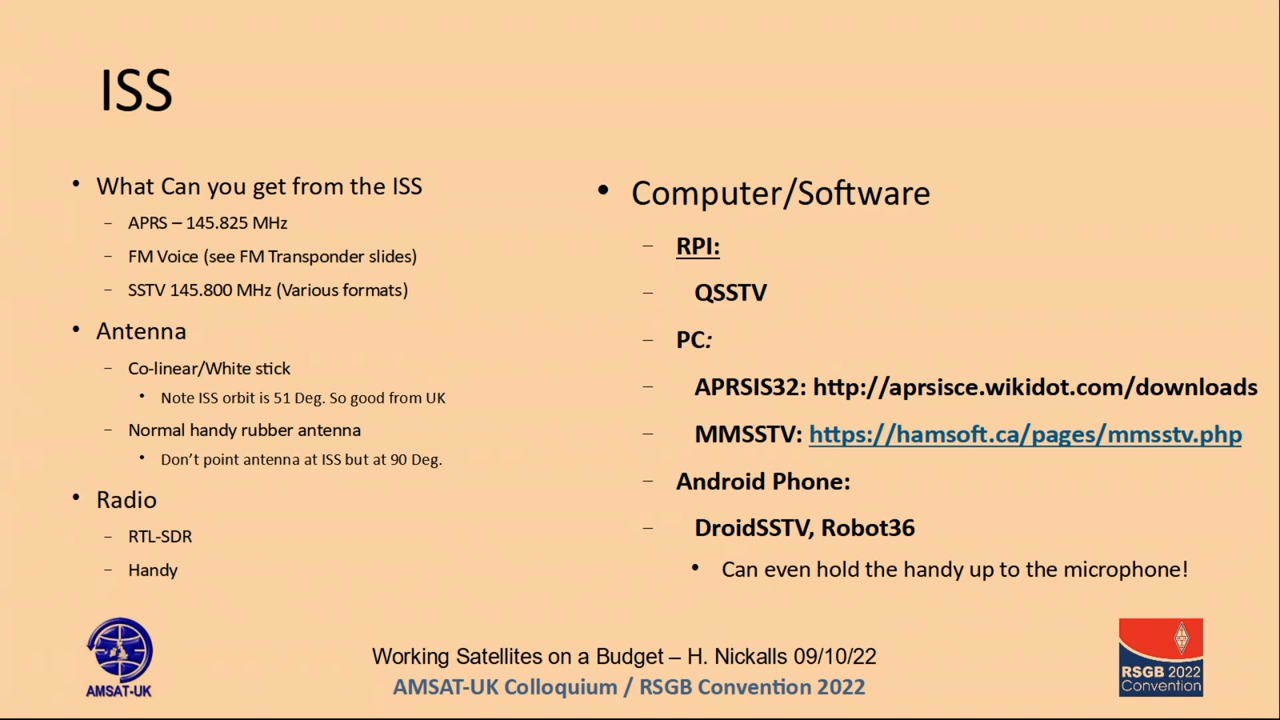 ISS
• What Can you get from the ISS
– APRS – 145.825 MHz
– FM Voice (see FM Transponder slides)
– SSTV 145.800 MHz (Various formats)
• Antenna
– Co-linear/White stick
• Note ISS orbit is 51 Deg. So good from UK
– Normal handy rubber antenna
• Don't point antenna at ISS but at 90 Deg.
• Radio
– RTL-SDR
– Handy
• Computer/Software
– RPI:
– QSSTV
– PC:
– APRSIS32: http://aprsisce.wikidot.com/downloads
– MMSSTV: https://hamsoft.ca/pages/mmsstv.php
– Android Phone:
– DroidSSTV, Robot36
• Can even hold the handy up to the microphone!
AMSAT-UK
Working Satellites on a Budget – H. Nickalls 09/10/22
AMSAT-UK Colloquium / RSGB Convention 2022
RSGB 2022
Convention